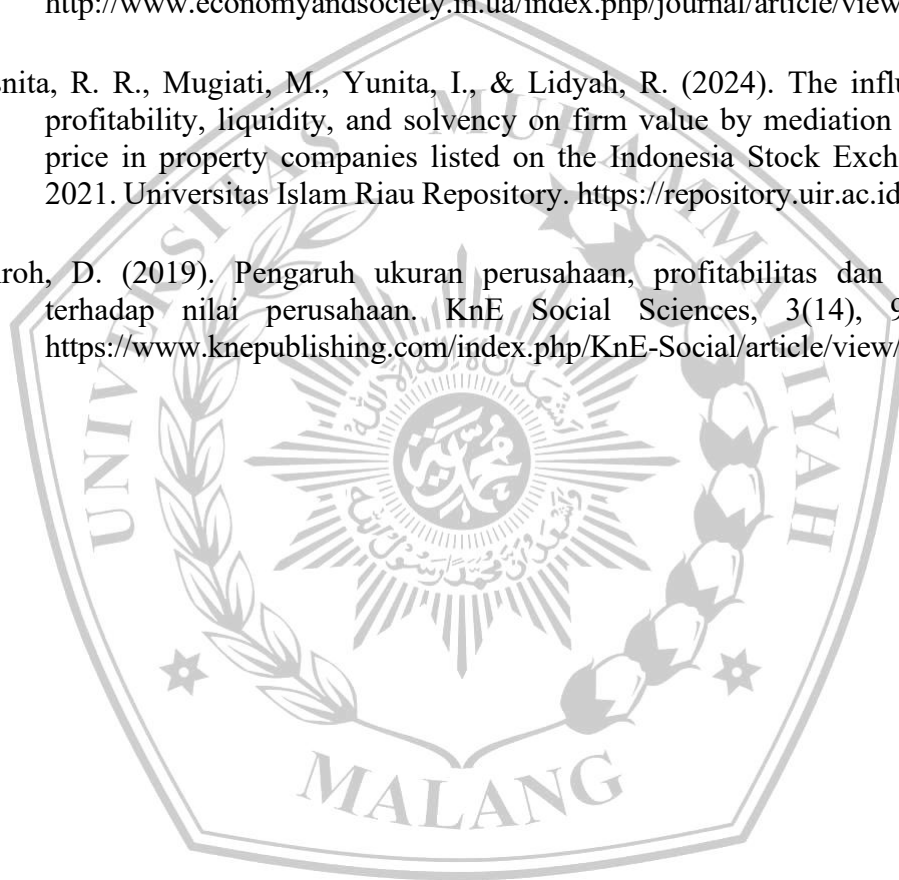 http://www.economyandsociety.in.ua/index.php/journal/article/view
nita, R. R., Mugiati, M., Yunita, I., & Lidyah, R. (2024). The influ
profitability, liquidity, and solvency on firm value by mediation
price in property companies listed on the Indonesia Stock Exch
2021. Universitas Islam Riau Repository. https://repository.uir.ac.id
roh, D. (2019). Pengaruh ukuran perusahaan, profitabilitas dan
terhadap nilai perusahaan. KnE Social Sciences, 3(14), 9
https://www.knepublishing.com/index.php/KnE-Social/article/view/
UNIVERSITAS MUHAMMADIYAH
MALANG